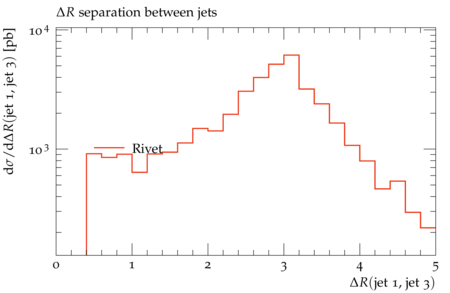 ΔR separation between jets
dσ/dΔR(jet 1, jet 3) [pb]
10⁴
10³
Rivet
0 1 2 3 4 5
ΔR(jet 1, jet 3)